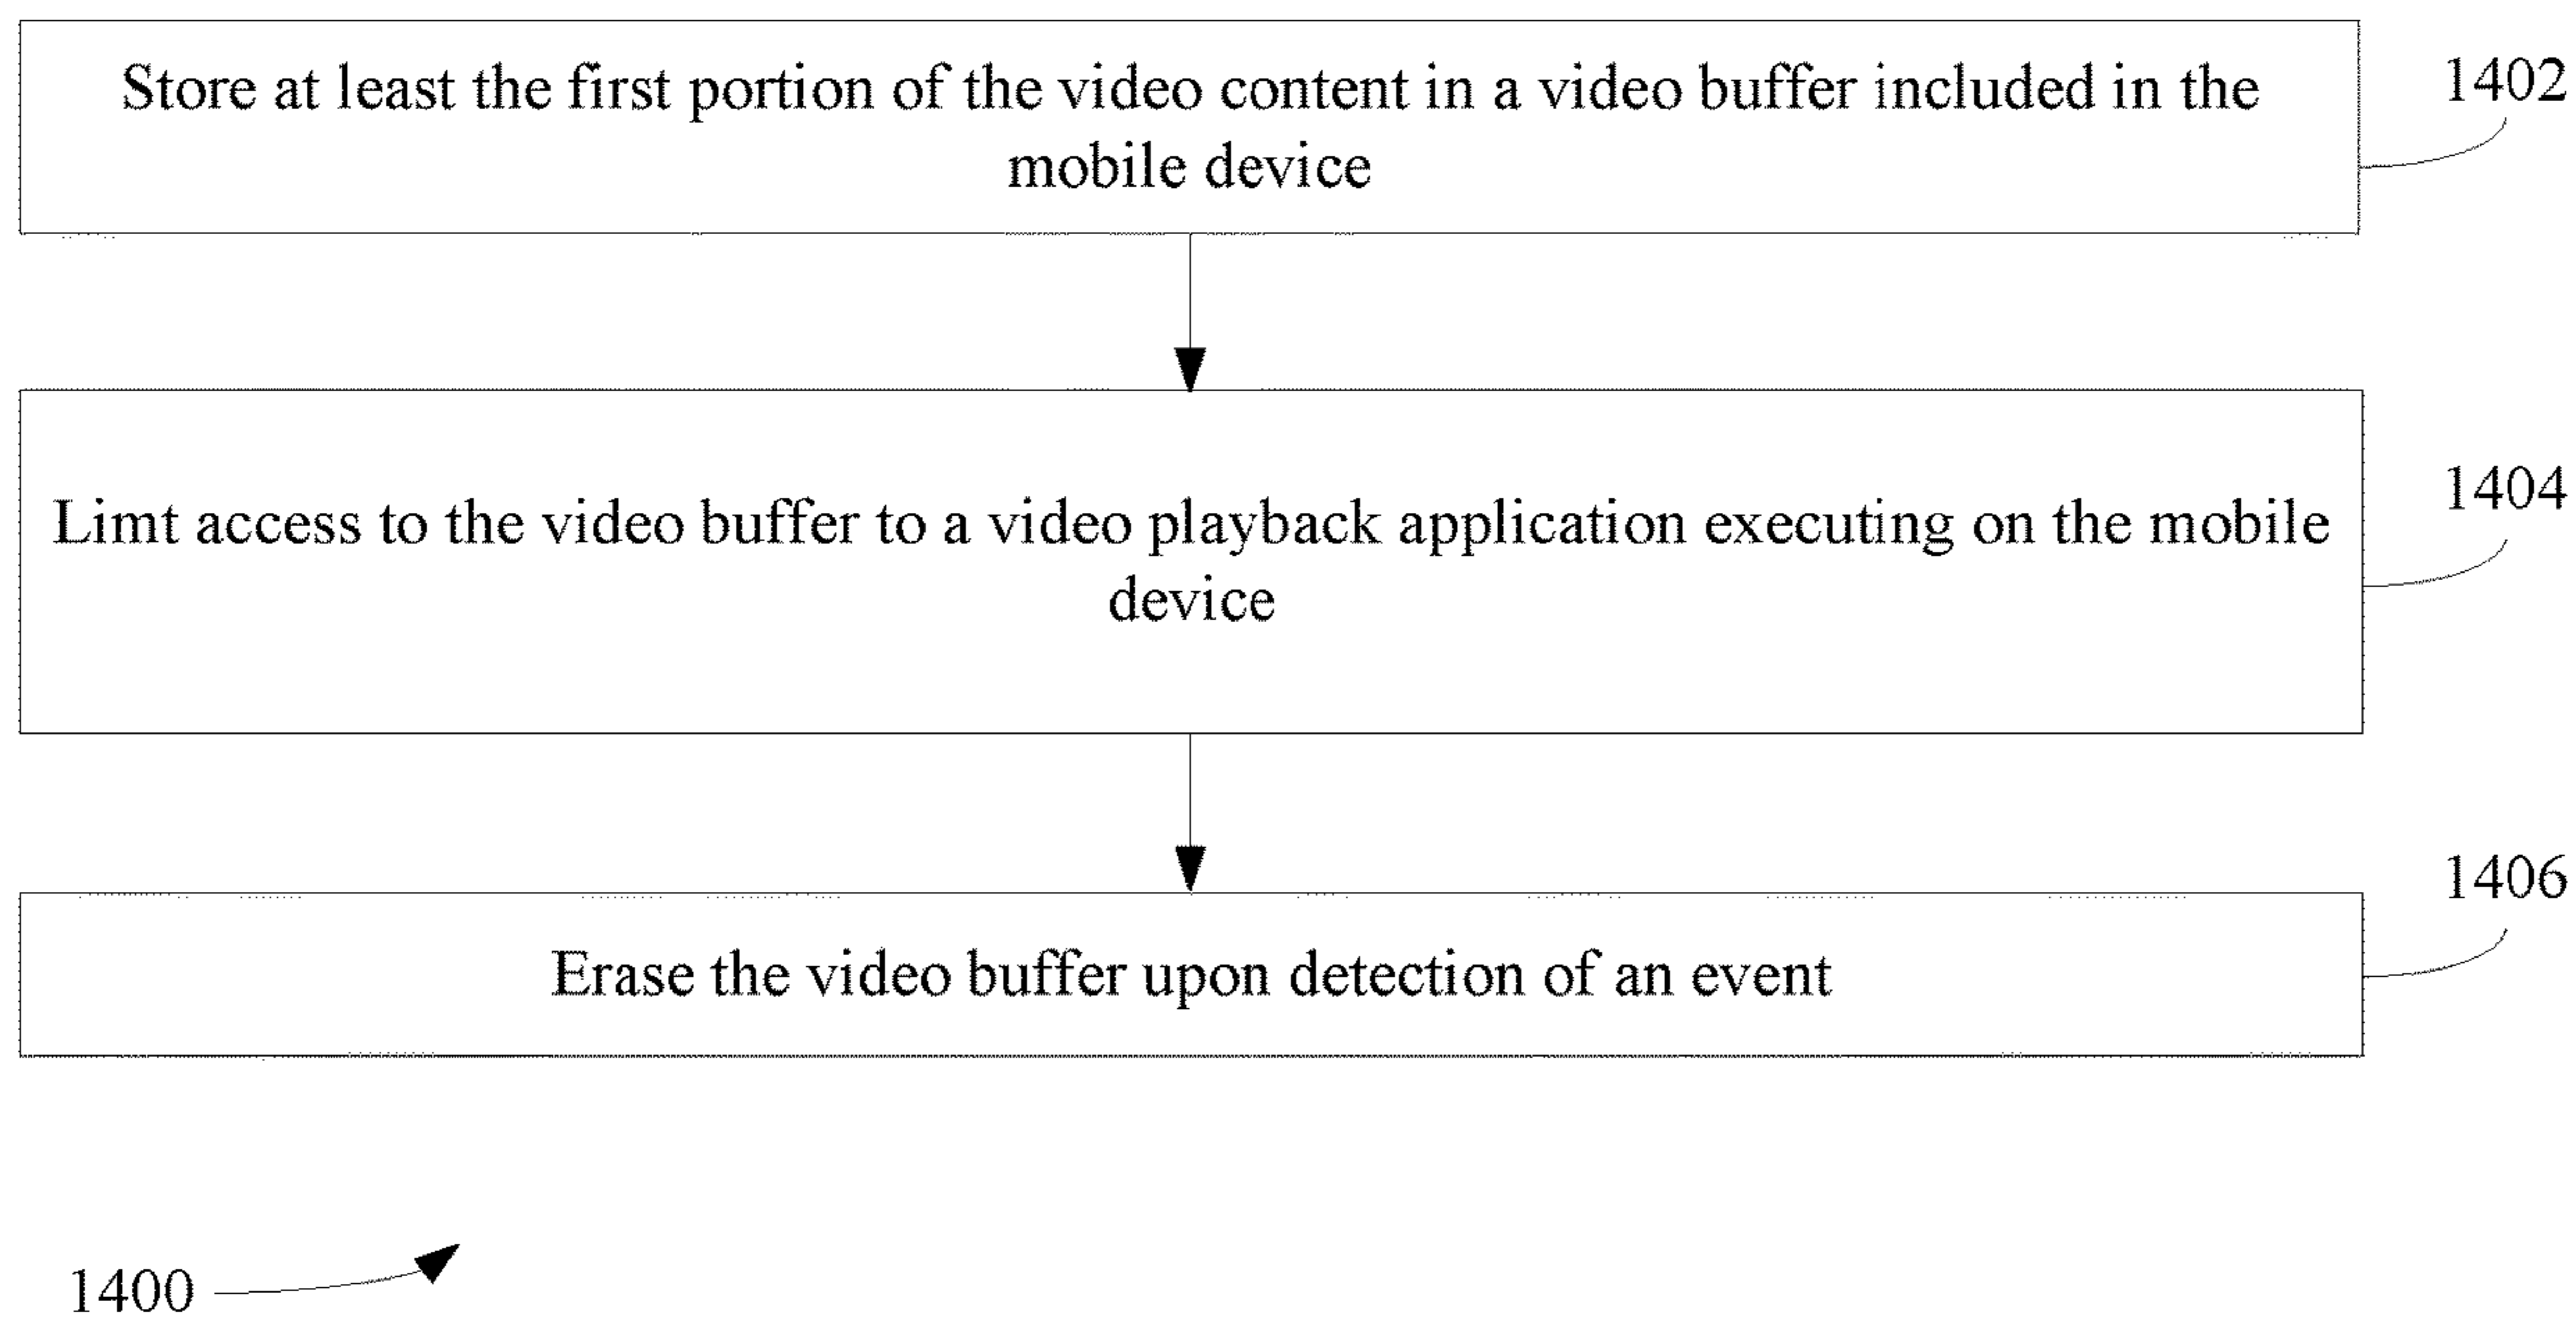 Store at least the first portion of the video content in a video buffer included in the
mobile device
1402
Limt access to the video buffer to a video playback application executing on the mobile
device
1404
Erase the video buffer upon detection of an event
1406
1400